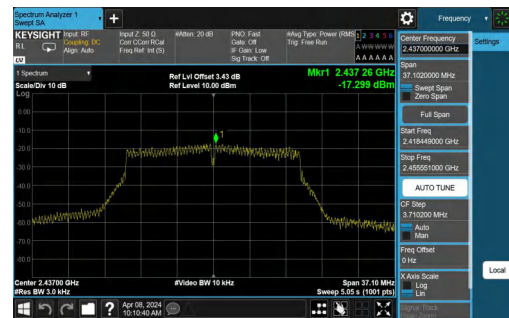 Spectrum Analyzer 1
Swept SA
Frequency
KEYSIGHT
RL
Input: RF
Coupling: DC
Align: Auto
Input Z: 50 Ω
Corr CCorr RCal
Freq Ref: Int (S)
#Atten: 20 dB
PNO: Fast
Gate: Off
IF Gain: Low
Sig Track: Off
#Avg Type: Power (RMS)
Trig: Free Run
1 2 3 4 5 6
A W W W W W
A A A A A A
1 Spectrum
Scale/Div 10 dB
Log
Ref Lvl Offset 3.43 dB
Ref Level 10.00 dBm
Mkr1 2.437 26 GHz
-17.299 dBm
1
0.00
-10.0
-20.0
-30.0
-40.0
-50.0
-60.0
-70.0
-80.0
Center 2.43700 GHz
#Res BW 3.0 kHz
#Video BW 10 kHz
Span 37.10 MHz
Sweep 5.05 s (1001 pts)
Apr 08, 2024
10:10:40 AM
Center Frequency
2.437000000 GHz
Settings
Span
37.1020000 MHz
Swept Span
Zero Span
Full Span
Start Freq
2.418449000 GHz
Stop Freq
2.455551000 GHz
AUTO TUNE
CF Step
3.710200 MHz
Auto
Man
Freq Offset
0 Hz
X Axis Scale
Log
Lin
Local
Signal Track